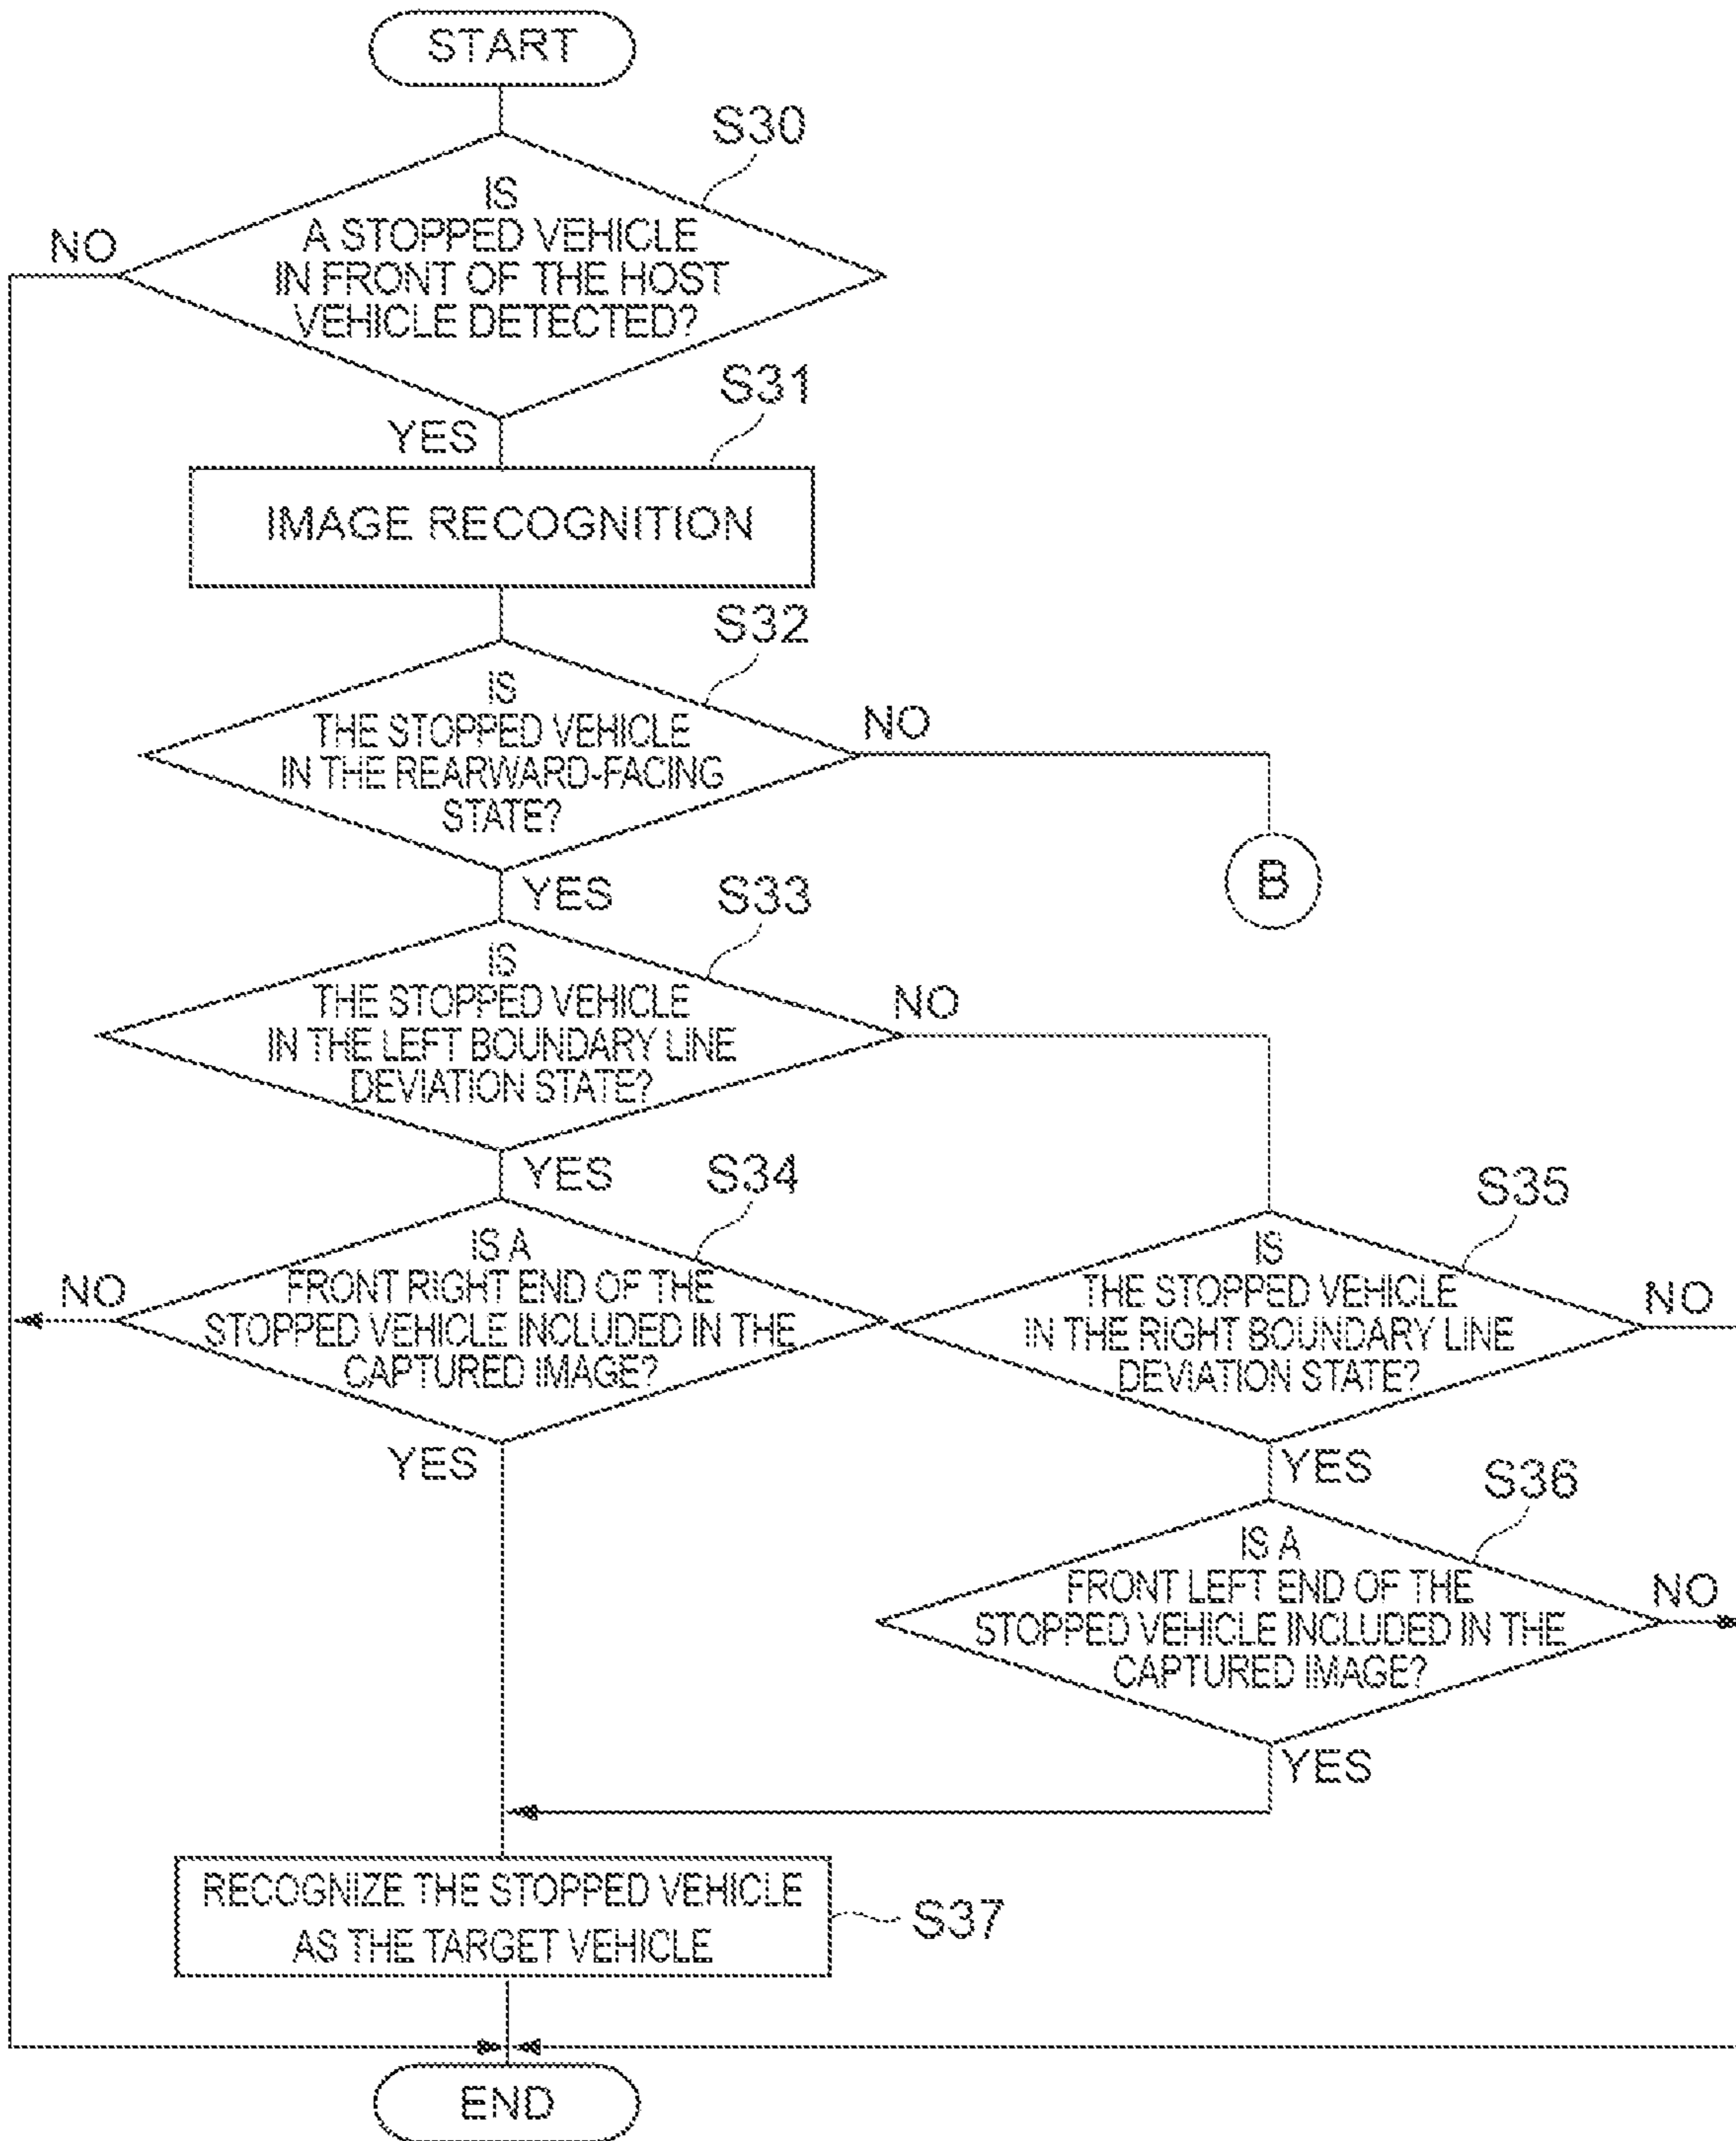 START
S30
IS
A STOPPED VEHICLE
IN FRONT OF THE HOST
VEHICLE DETECTED?
NO
YES
S31
IMAGE RECOGNITION
S32
IS
THE STOPPED VEHICLE
IN THE REARWARD-FACING
STATE?
NO
B
YES
S33
IS
THE STOPPED VEHICLE
IN THE LEFT BOUNDARY LINE
DEVIATION STATE?
NO
YES
S34
IS A
FRONT RIGHT END OF THE
STOPPED VEHICLE INCLUDED IN THE
CAPTURED IMAGE?
NO
YES
S35
IS
THE STOPPED VEHICLE
IN THE RIGHT BOUNDARY LINE
DEVIATION STATE?
NO
YES
S36
IS A
FRONT LEFT END OF THE
STOPPED VEHICLE INCLUDED IN THE
CAPTURED IMAGE?
NO
YES
RECOGNIZE THE STOPPED VEHICLE
AS THE TARGET VEHICLE
S37
END